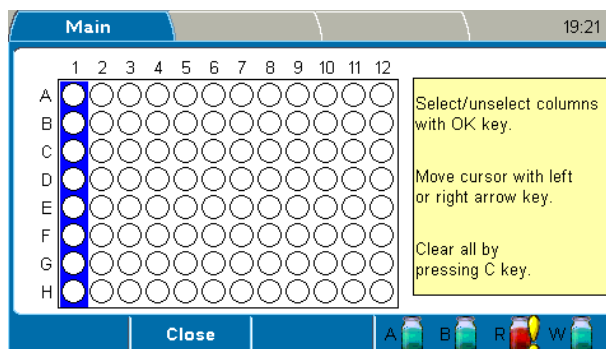 Main
19:21
1 2 3 4 5 6 7 8 9 10 11 12
A
B
C
D
E
F
G
H
Select/unselect columns
with OK key.
Move cursor with left
or right arrow key.
Clear all by
pressing C key.
Close
A B R W